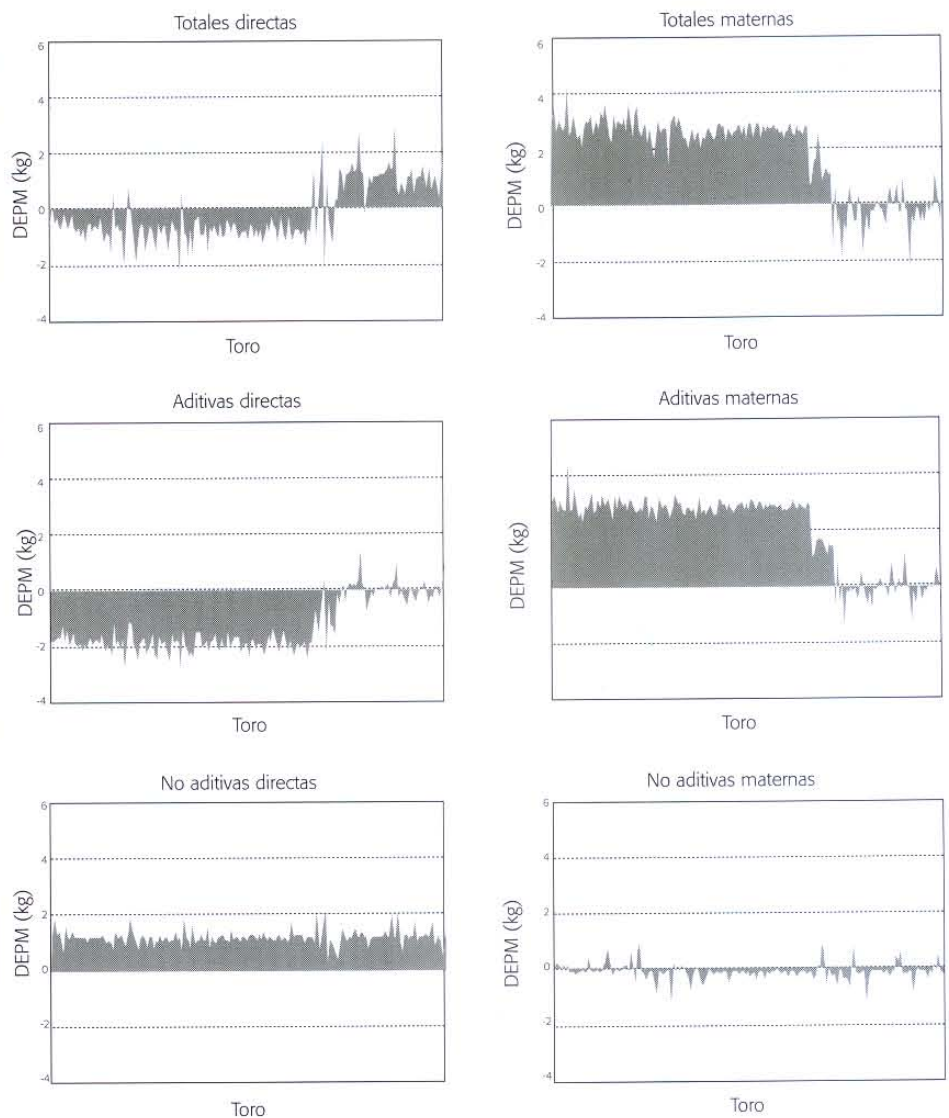 Totales directas
6
4
2
0
-2
-4
DEPM (kg)
Toro
Totales maternas
6
4
2
0
-2
-4
DEPM (kg)
Toro
Aditivas directas
6
4
2
0
-2
-4
DEPM (kg)
Toro
Aditivas maternas
DEPM (kg)
Toro
No aditivas directas
6
4
2
0
-2
-4
DEPM (kg)
Toro
No aditivas maternas
6
4
2
0
-2
-4
DEPM (kg)
Toro